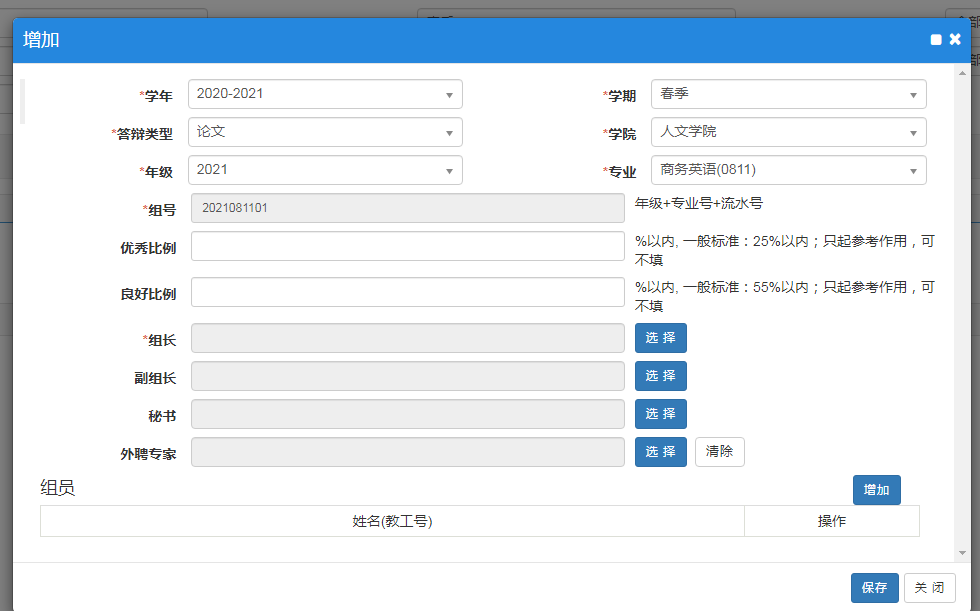 增加
*学年 2020-2021 *学期 春季
*答辩类型 论文 *学院 人文学院
*年级 2021 *专业 商务英语(0811)
*组号 2021081101 年级+专业号+流水号
优秀比例 %以内, 一般标准：25%以内；只起参考作用，可
不填
良好比例 %以内, 一般标准：55%以内；只起参考作用，可
不填
*组长 选 择
副组长 选 择
秘书 选 择
外聘专家 选 择 清除
组员 增加
姓名(教工号) 操作
保存 关 闭